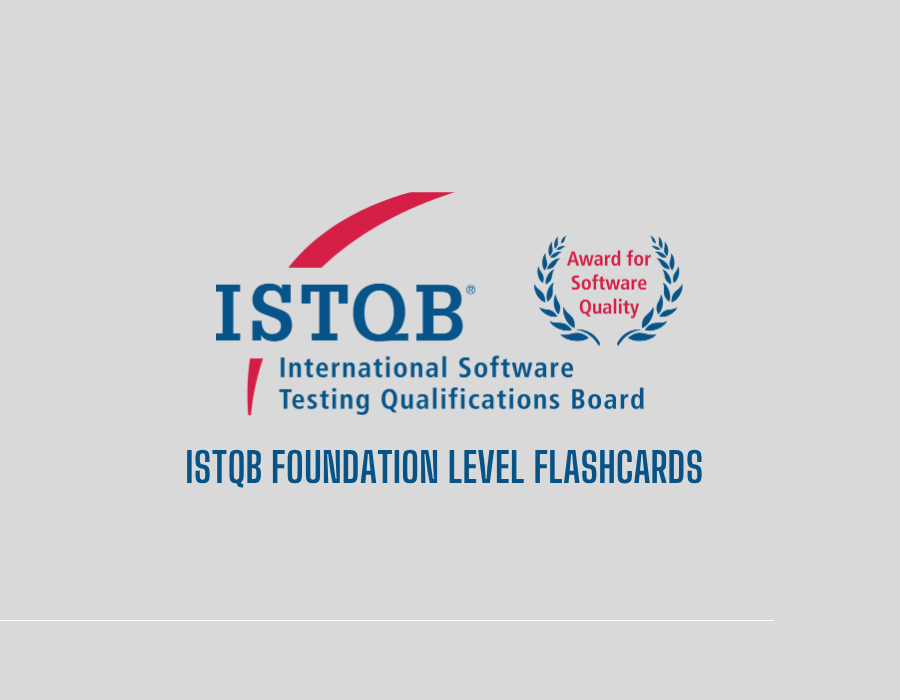 ISTQB®
Award for
Software
Quality
International Software
Testing Qualifications Board
ISTQB FOUNDATION LEVEL FLASHCARDS